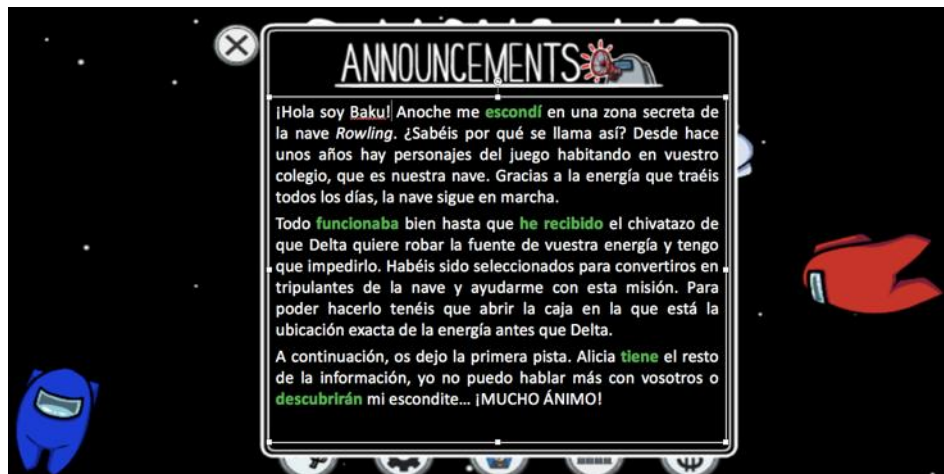 ANNOUNCEMENTS
¡Hola soy Baku! Anoche me escondí en una zona secreta de
la nave Rowling. ¿Sabéis por qué se llama así? Desde hace
unos años hay personajes del juego habitando en vuestro
colegio, que es nuestra nave. Gracias a la energía que traéis
todos los días, la nave sigue en marcha.
Todo funcionaba bien hasta que he recibido el chivatazo de
que Delta quiere robar la fuente de vuestra energía y tengo
que impedirlo. Habéis sido seleccionados para convertiros en
tripulantes de la nave y ayudarme con esta misión. Para
poder hacerlo tenéis que abrir la caja en la que está la
ubicación exacta de la energía antes que Delta.
A continuación, os dejo la primera pista. Alicia tiene el resto
de la información, yo no puedo hablar más con vosotros o
descubrirán mi escondite... ¡MUCHO ÁNIMO!